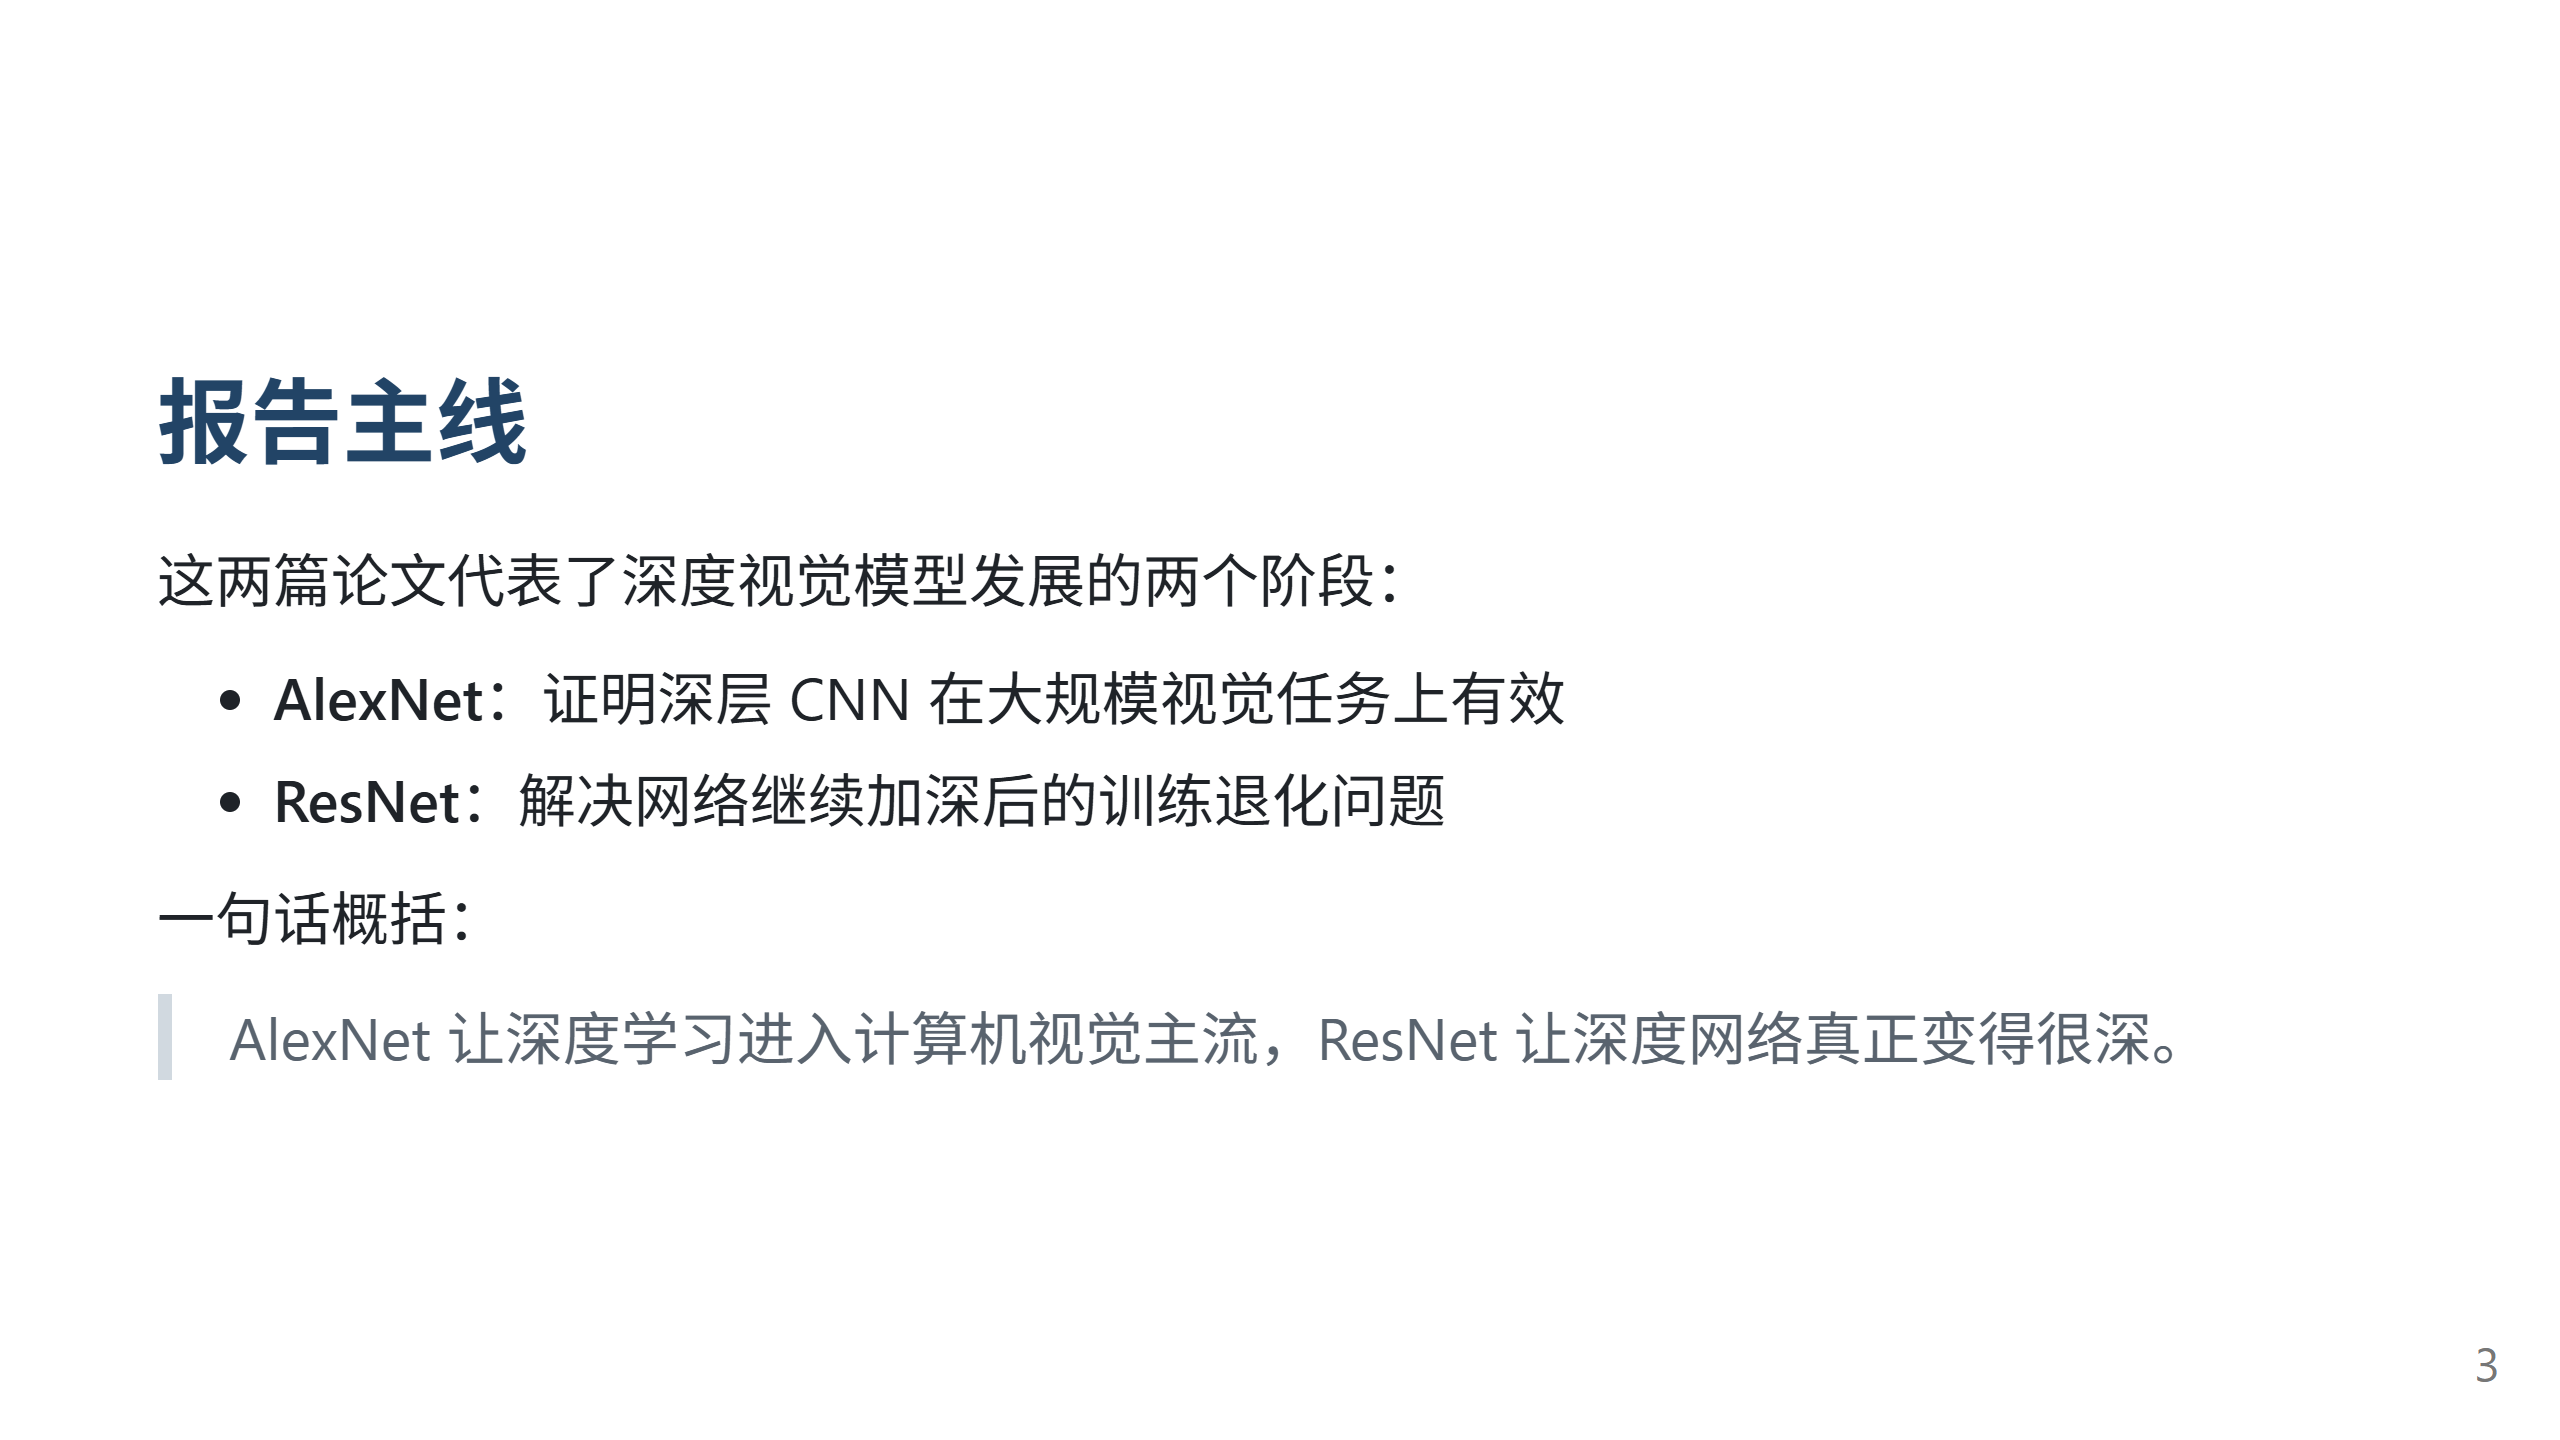 报告主线
这两篇论文代表了深度视觉模型发展的两个阶段：
• AlexNet：证明深层 CNN 在大规模视觉任务上有效
• ResNet：解决网络继续加深后的训练退化问题
一句话概括：
AlexNet 让深度学习进入计算机视觉主流，ResNet 让深度网络真正变得很深。
3